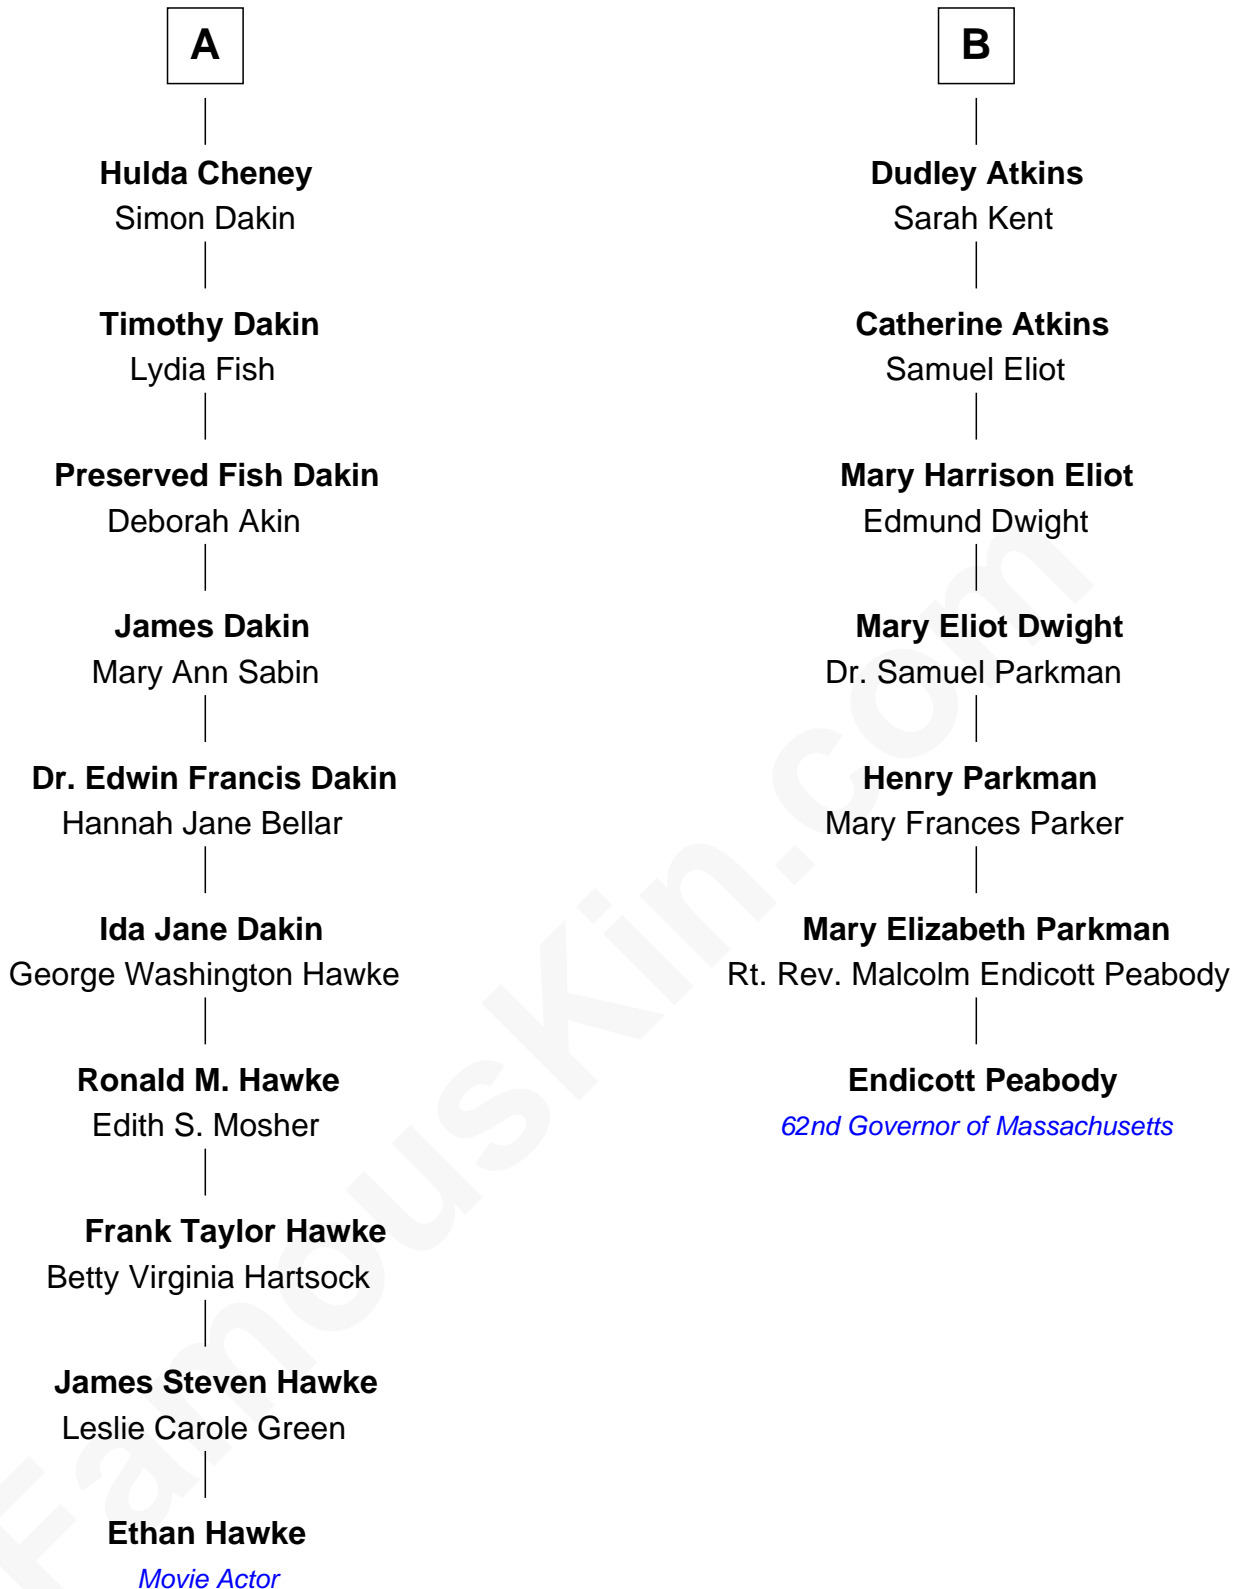 A
Hulda Cheney
Simon Dakin
Timothy Dakin
Lydia Fish
Preserved Fish Dakin
Deborah Akin
James Dakin
Mary Ann Sabin
Dr. Edwin Francis Dakin
Hannah Jane Bellar
Ida Jane Dakin
George Washington Hawke
Ronald M. Hawke
Edith S. Mosher
Frank Taylor Hawke
Betty Virginia Hartsock
James Steven Hawke
Leslie Carole Green
Ethan Hawke
Movie Actor
B
Dudley Atkins
Sarah Kent
Catherine Atkins
Samuel Eliot
Mary Harrison Eliot
Edmund Dwight
Mary Eliot Dwight
Dr. Samuel Parkman
Henry Parkman
Mary Frances Parker
Mary Elizabeth Parkman
Rt. Rev. Malcolm Endicott Peabody
Endicott Peabody
62nd Governor of Massachusetts
FamousKin.com